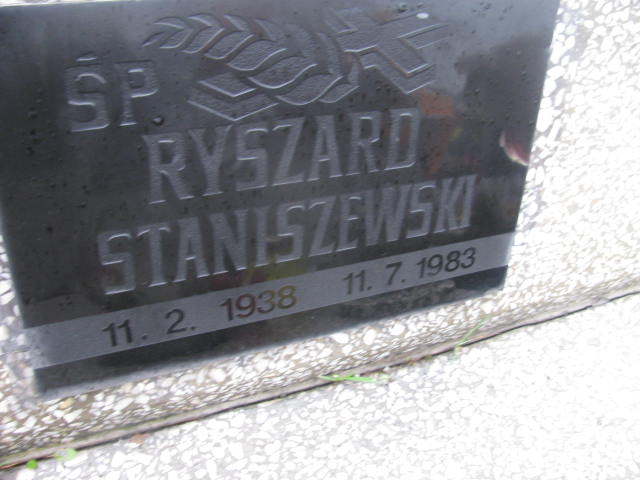 ŚP
RYSZARD
STANISZEWSKI
11. 2. 1938 11. 7. 1983